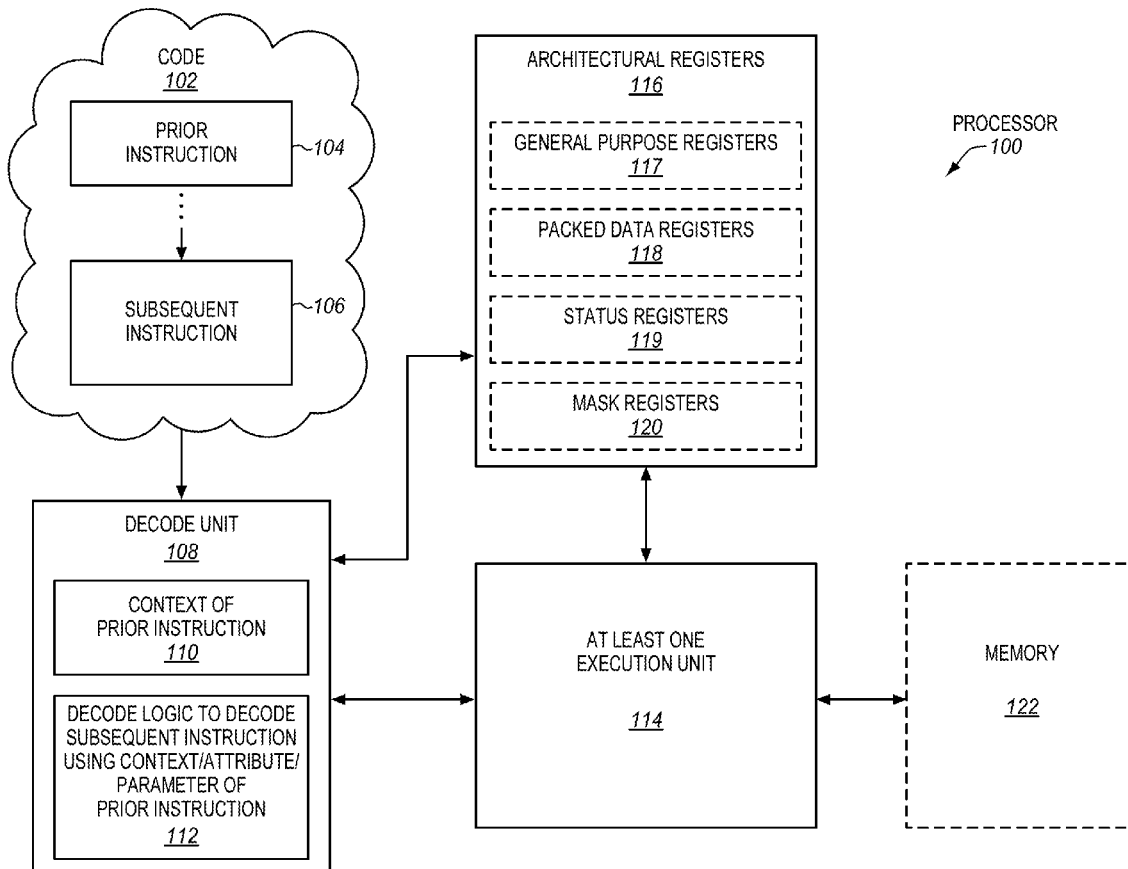 CODE
102
PRIOR
INSTRUCTION
104
SUBSEQUENT
INSTRUCTION
106
ARCHITECTURAL REGISTERS
116
GENERAL PURPOSE REGISTERS
117
PACKED DATA REGISTERS
118
STATUS REGISTERS
119
MASK REGISTERS
120
PROCESSOR
100
DECODE UNIT
108
CONTEXT OF
PRIOR INSTRUCTION
110
DECODE LOGIC TO DECODE
SUBSEQUENT INSTRUCTION
USING CONTEXT/ATTRIBUTE/
PARAMETER OF
PRIOR INSTRUCTION
112
AT LEAST ONE
EXECUTION UNIT
114
MEMORY
122